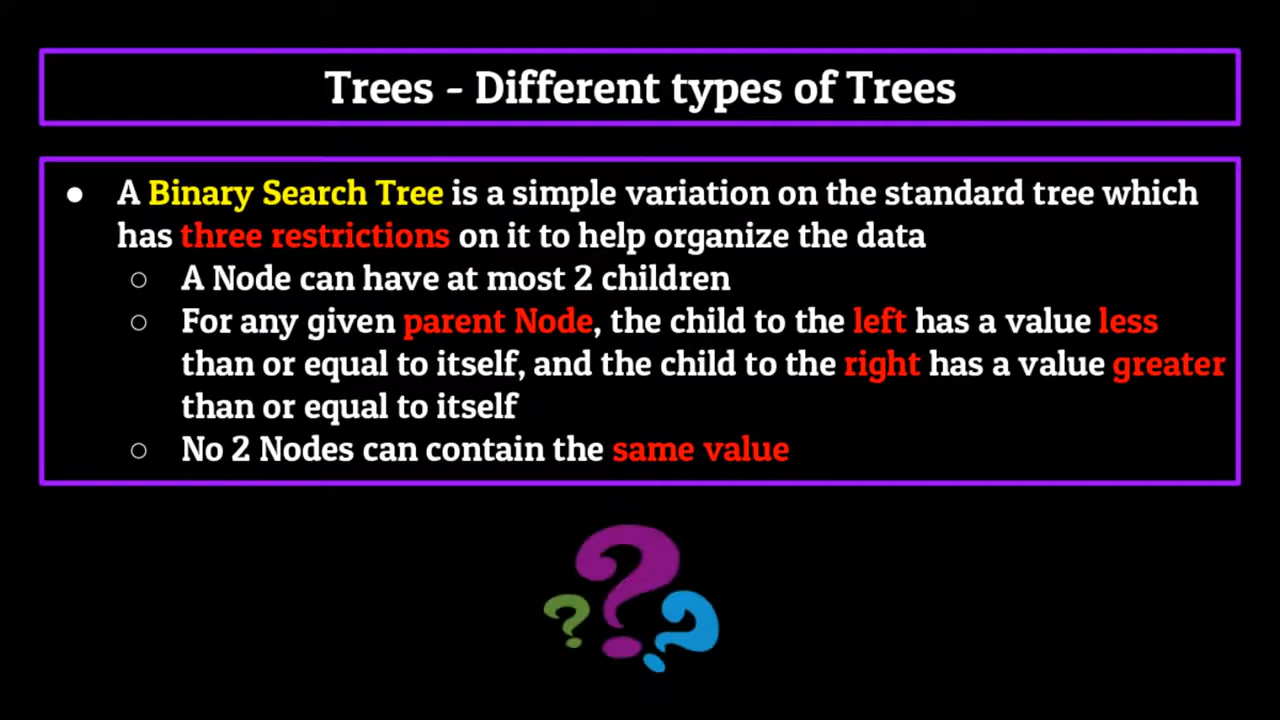 Trees - Different types of Trees
● A Binary Search Tree is a simple variation on the standard tree which
has three restrictions on it to help organize the data
○ A Node can have at most 2 children
○ For any given parent Node, the child to the left has a value less
than or equal to itself, and the child to the right has a value greater
than or equal to itself
○ No 2 Nodes can contain the same value
???